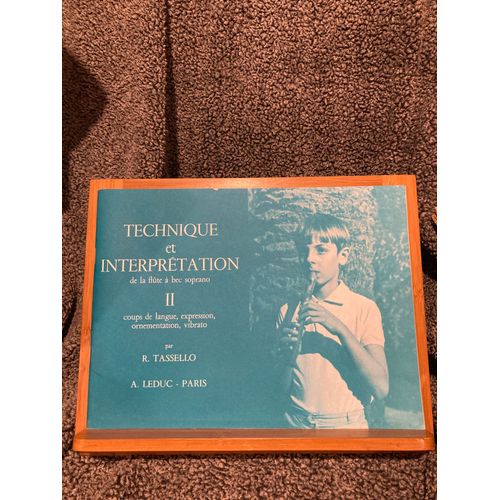 TECHNIQUE
et
INTERPRÉTATION
de la flûte à bec soprano
II
coups de langue, expression,
ornementation, vibrato
par
R. TASSELLO
A. LEDUC - PARIS